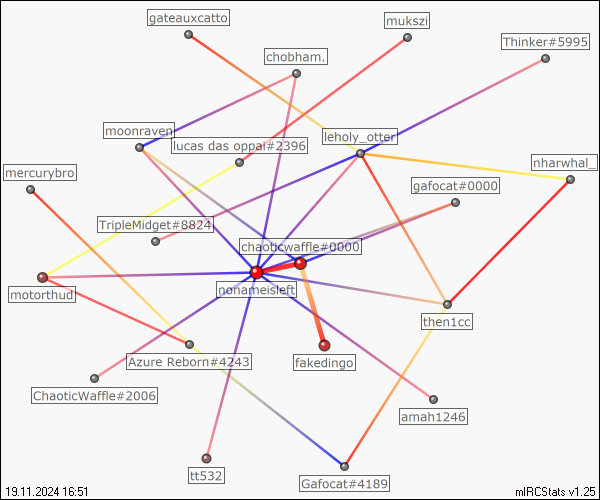 gateauxcatto
mukszi
Thinker#5995
chobham.
moonraven
leholy_otter
lucas das oppai#2396
nharwhal_
mercurybro
gafocat#0000
TripleMidget#8824
chaoticwaffle#0000
nonameisleft
motorthud
then1cc
Azure Reborn#4243
fakedingo
ChaoticWaffle#2006
amah1246
tt532
Gafocat#4189
19.11.2024 16:51
mIRCStats v1.25